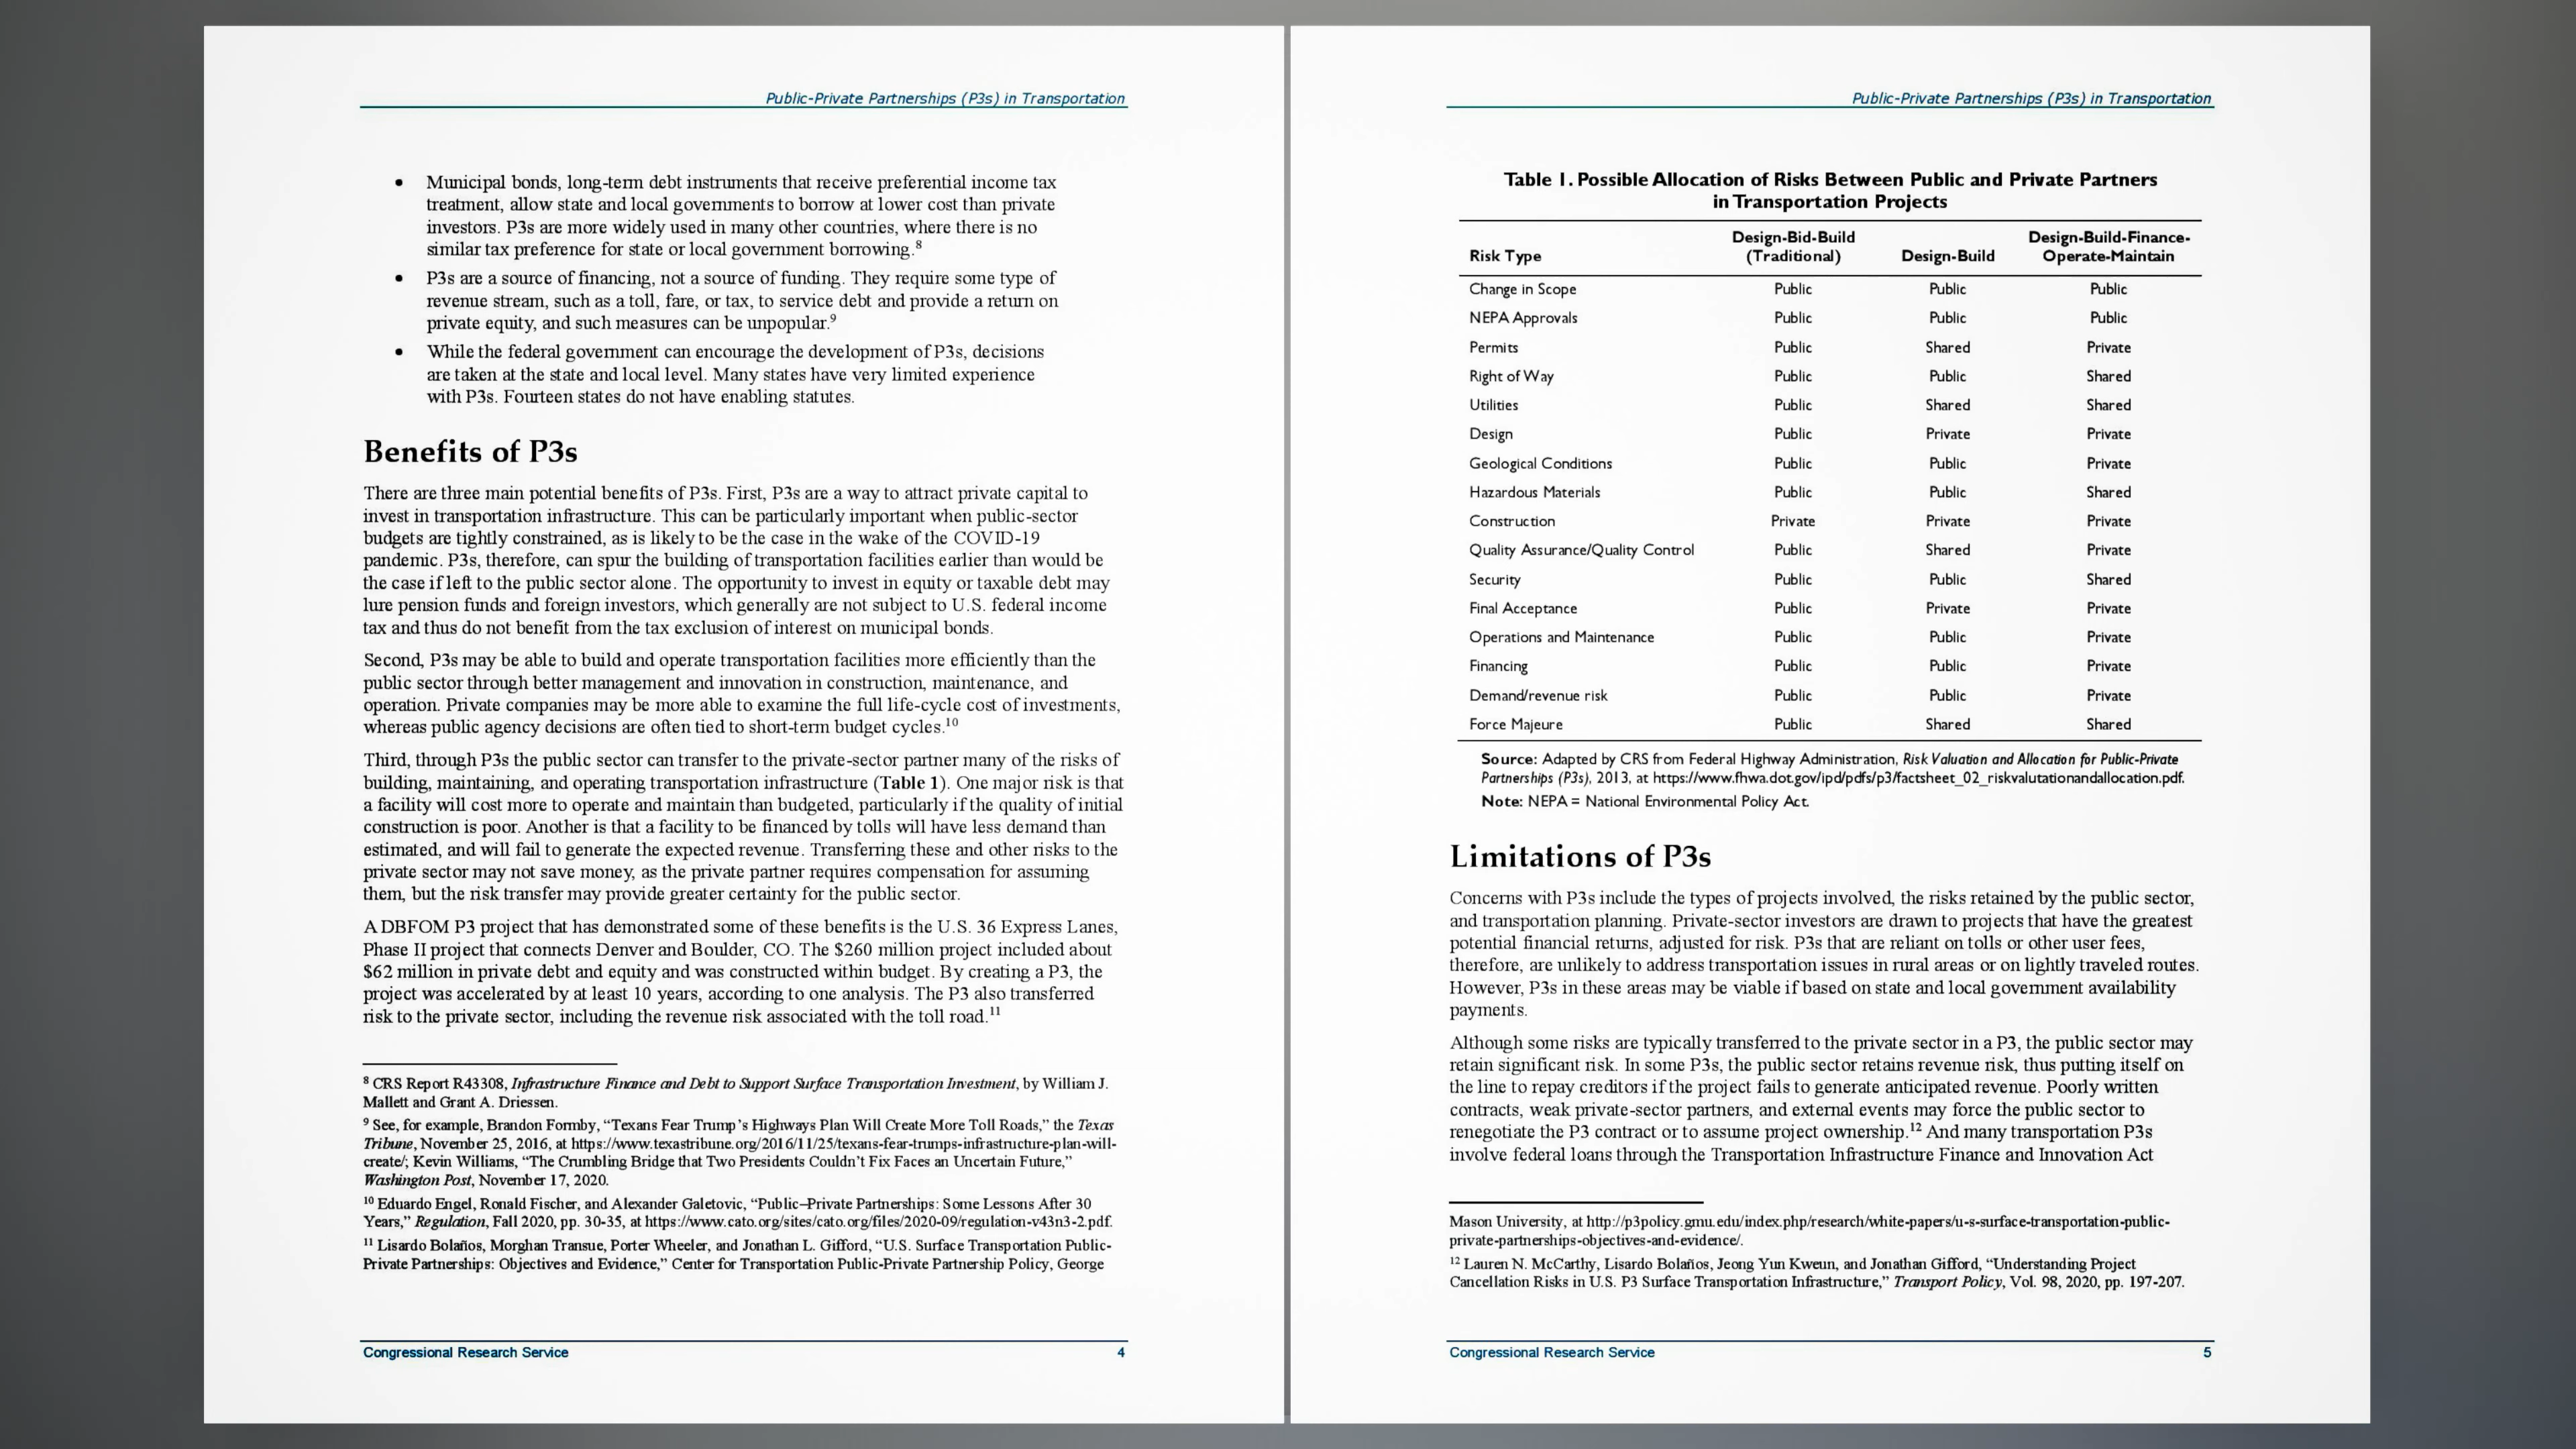 Public-Private Partnerships (P3s) in Transportation
• Municipal bonds, long-term debt instruments that receive preferential income tax
treatment, allow state and local governments to borrow at lower cost than private
investors. P3s are more widely used in many other countries, where there is no
similar tax preference for state or local government borrowing.8
• P3s are a source of financing, not a source of funding. They require some type of
revenue stream, such as a toll, fare, or tax, to service debt and provide a return on
private equity, and such measures can be unpopular.9
• While the federal government can encourage the development of P3s, decisions
are taken at the state and local level. Many states have very limited experience
with P3s. Fourteen states do not have enabling statutes.
Benefits of P3s
There are three main potential benefits of P3s. First, P3s are a way to attract private capital to
invest in transportation infrastructure. This can be particularly important when public-sector
budgets are tightly constrained, as is likely to be the case in the wake of the COVID-19
pandemic. P3s, therefore, can spur the building of transportation facilities earlier than would be
the case if left to the public sector alone. The opportunity to invest in equity or taxable debt may
lure pension funds and foreign investors, which generally are not subject to U.S. federal income
tax and thus do not benefit from the tax exclusion of interest on municipal bonds.
Second, P3s may be able to build and operate transportation facilities more efficiently than the
public sector through better management and innovation in construction, maintenance, and
operation. Private companies may be more able to examine the full life-cycle cost of investments,
whereas public agency decisions are often tied to short-term budget cycles.10
Third, through P3s the public sector can transfer to the private-sector partner many of the risks of
building, maintaining, and operating transportation infrastructure (Table 1). One major risk is that
a facility will cost more to operate and maintain than budgeted, particularly if the quality of initial
construction is poor. Another is that a facility to be financed by tolls will have less demand than
estimated, and will fail to generate the expected revenue. Transferring these and other risks to the
private sector may not save money, as the private partner requires compensation for assuming
them, but the risk transfer may provide greater certainty for the public sector.
A DBFOM P3 project that has demonstrated some of these benefits is the U.S. 36 Express Lanes,
Phase II project that connects Denver and Boulder, CO. The $260 million project included about
$62 million in private debt and equity and was constructed within budget. By creating a P3, the
project was accelerated by at least 10 years, according to one analysis. The P3 also transferred
risk to the private sector, including the revenue risk associated with the toll road.11
8 CRS Report R43308, Infrastructure Finance and Debt to Support Surface Transportation Investment, by William J.
Mallett and Grant A. Driessen.
9 See, for example, Brandon Formby, “Texans Fear Trump’s Highways Plan Will Create More Toll Roads,” the Texas
Tribune, November 25, 2016, at https://www.texastribune.org/2016/11/25/texans-fear-trumps-infrastructure-plan-will-
create/; Kevin Williams, “The Crumbling Bridge that Two Presidents Couldn’t Fix Faces an Uncertain Future,”
Washington Post, November 17, 2020.
10 Eduardo Engel, Ronald Fischer, and Alexander Galetovic, “Public–Private Partnerships: Some Lessons After 30
Years,” Regulation, Fall 2020, pp. 30-35, at https://www.cato.org/sites/cato.org/files/2020-09/regulation-v43n3-2.pdf.
11 Lisardo Bolaños, Morghan Transue, Porter Wheeler, and Jonathan L. Gifford, “U.S. Surface Transportation Public-
Private Partnerships: Objectives and Evidence,” Center for Transportation Public-Private Partnership Policy, George
Congressional Research Service 4
Public-Private Partnerships (P3s) in Transportation
Table 1. Possible Allocation of Risks Between Public and Private Partners
in Transportation Projects
Risk Type Design-Bid-Build (Traditional) Design-Build Design-Build-Finance-Operate-Maintain
Change in Scope Public Public Public
NEPA Approvals Public Public Public
Permits Public Shared Private
Right of Way Public Public Shared
Utilities Public Shared Shared
Design Public Private Private
Geological Conditions Public Public Private
Hazardous Materials Public Public Shared
Construction Private Private Private
Quality Assurance/Quality Control Public Shared Private
Security Public Public Shared
Final Acceptance Public Private Private
Operations and Maintenance Public Public Private
Financing Public Public Private
Demand/revenue risk Public Public Private
Force Majeure Public Shared Shared
Source: Adapted by CRS from Federal Highway Administration, Risk Valuation and Allocation for Public-Private
Partnerships (P3s), 2013, at https://www.fhwa.dot.gov/ipd/pdfs/p3/factsheet_02_riskvalutationandallocation.pdf.
Note: NEPA = National Environmental Policy Act.
Limitations of P3s
Concerns with P3s include the types of projects involved, the risks retained by the public sector,
and transportation planning. Private-sector investors are drawn to projects that have the greatest
potential financial returns, adjusted for risk. P3s that are reliant on tolls or other user fees,
therefore, are unlikely to address transportation issues in rural areas or on lightly traveled routes.
However, P3s in these areas may be viable if based on state and local government availability
payments.
Although some risks are typically transferred to the private sector in a P3, the public sector may
retain significant risk. In some P3s, the public sector retains revenue risk, thus putting itself on
the line to repay creditors if the project fails to generate anticipated revenue. Poorly written
contracts, weak private-sector partners, and external events may force the public sector to
renegotiate the P3 contract or to assume project ownership.12 And many transportation P3s
involve federal loans through the Transportation Infrastructure Finance and Innovation Act
Mason University, at http://p3policy.gmu.edu/index.php/research/white-papers/u-s-surface-transportation-public-
private-partnerships-objectives-and-evidence/.
12 Lauren N. McCarthy, Lisardo Bolaños, Jeong Yun Kweun, and Jonathan Gifford, “Understanding Project
Cancellation Risks in U.S. P3 Surface Transportation Infrastructure,” Transport Policy, Vol. 98, 2020, pp. 197-207.
Congressional Research Service 5